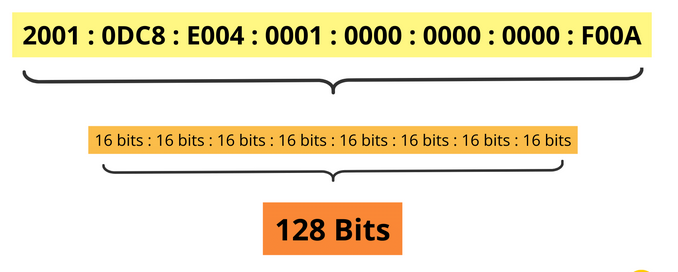 2001 : 0DC8 : E004 : 0001 : 0000 : 0000 : 0000 : F00A
16 bits : 16 bits : 16 bits : 16 bits : 16 bits : 16 bits : 16 bits : 16 bits
128 Bits